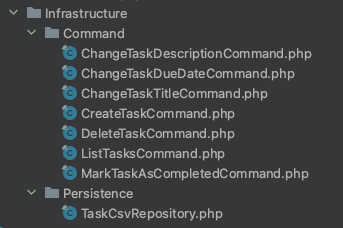 Infrastructure
Command
ChangeTaskDescriptionCommand.php
ChangeTaskDueDateCommand.php
ChangeTaskTitleCommand.php
CreateTaskCommand.php
DeleteTaskCommand.php
ListTasksCommand.php
MarkTaskAsCompletedCommand.php
Persistence
TaskCsvRepository.php